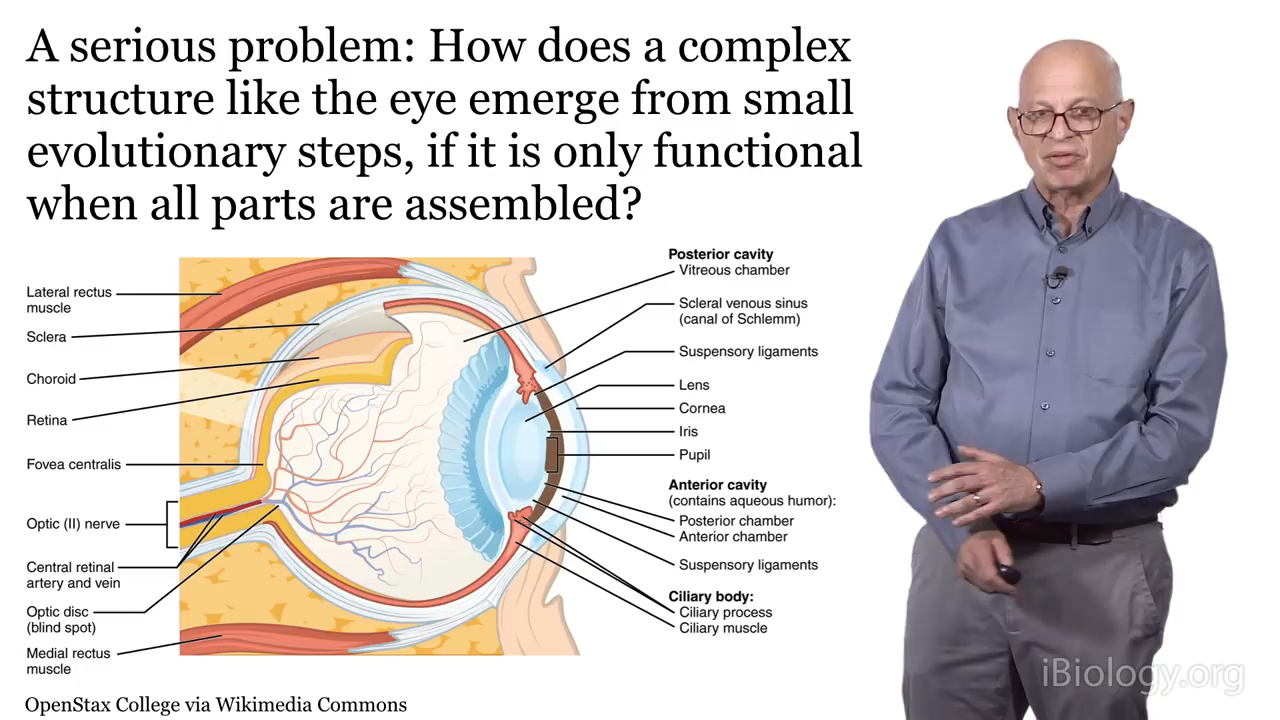 A serious problem: How does a complex
structure like the eye emerge from small
evolutionary steps, if it is only functional
when all parts are assembled?
Lateral rectus
muscle
Sclera
Choroid
Retina
Fovea centralis
Optic (II) nerve
Central retinal
artery and vein
Optic disc
(blind spot)
Medial rectus
muscle
Posterior cavity
Vitreous chamber
Scleral venous sinus
(canal of Schlemm)
Suspensory ligaments
Lens
Cornea
Iris
Pupil
Anterior cavity
(contains aqueous humor):
Posterior chamber
Anterior chamber
Suspensory ligaments
Ciliary body:
Ciliary process
Ciliary muscle
OpenStax College via Wikimedia Commons
iBiology.org